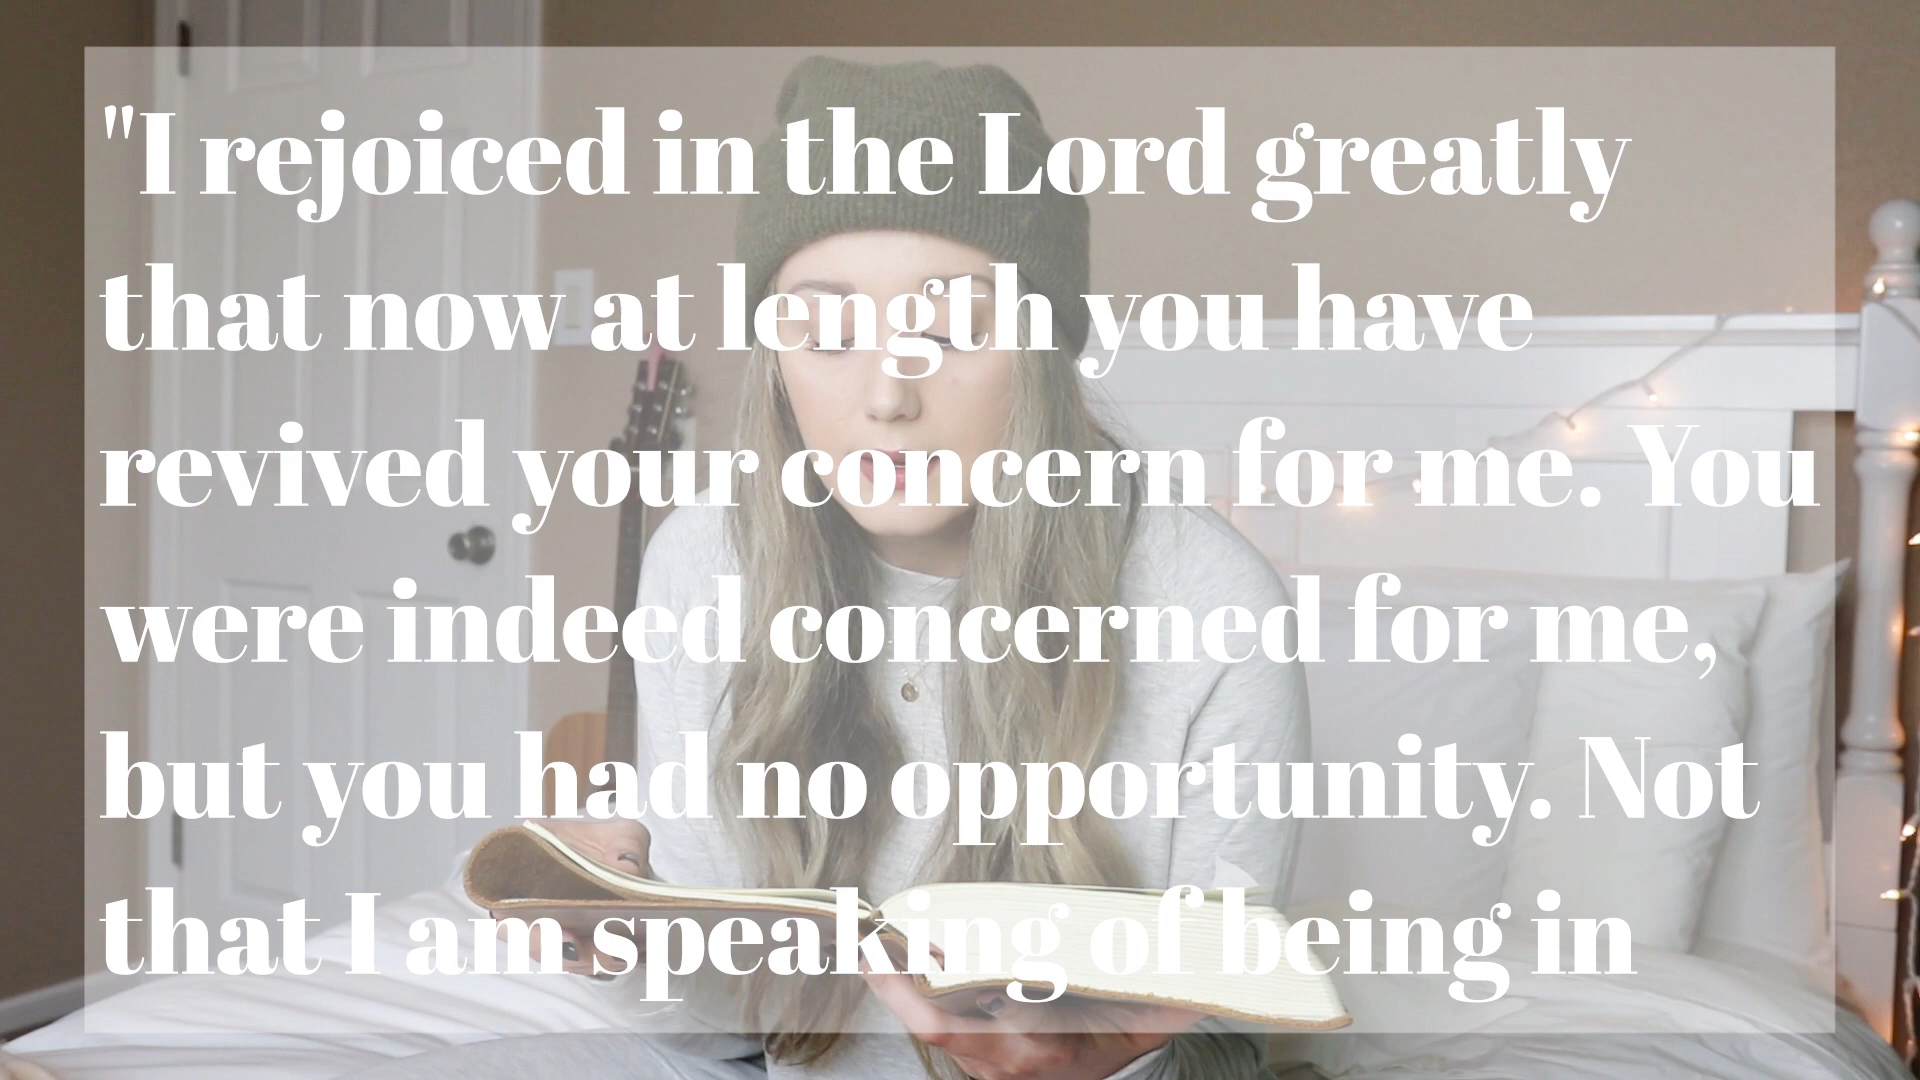 "I rejoiced in the Lord greatly
that now at length you have
revived your concern for me. You
were indeed concerned for me,
but you had no opportunity. Not
that I am speaking of being in